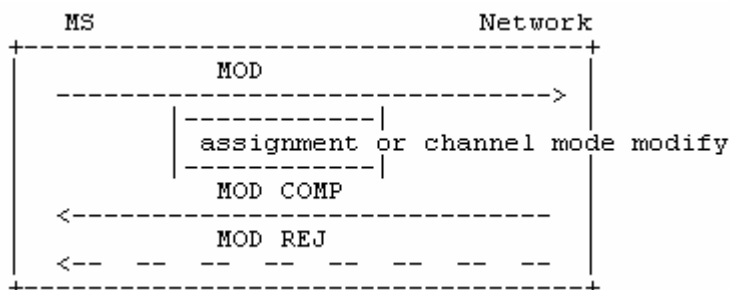 MS Network
MOD
assignment or channel mode modify
MOD COMP
MOD REJ